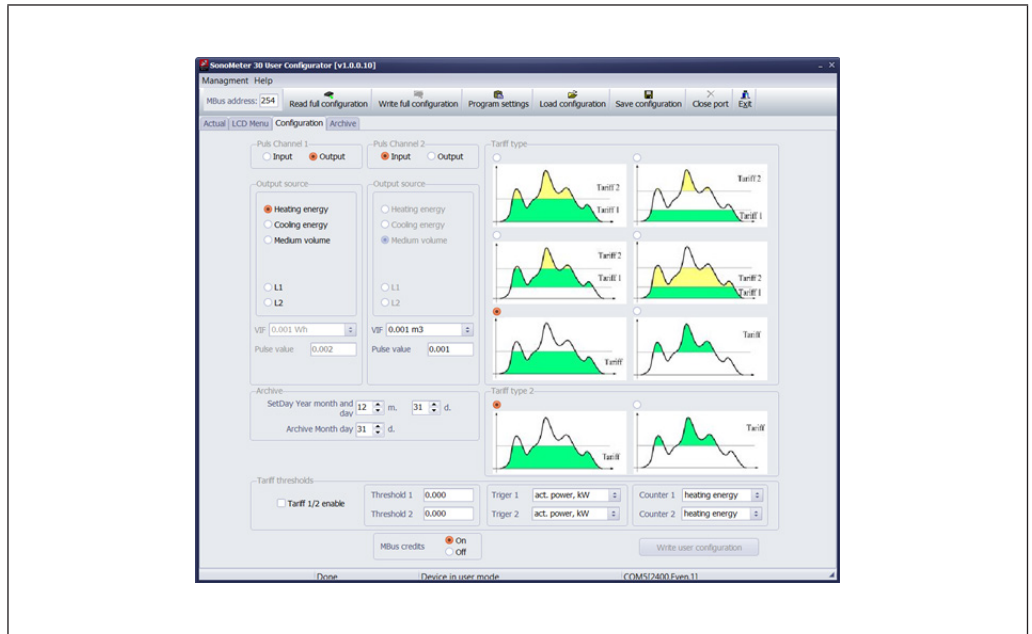 SonoMeter 30 User Configurator [v1.0.0.10]
Managment Help
MBus address: 254 Read full configuration Write full configuration Program settings Load configuration Save configuration Close port Exit
Actual LCD Menu Configuration Archive
Puls Channel 1
Input Output
Puls Channel 2
Input Output
Output source
Heating energy
Cooling energy
Medium volume
L1
L2
VIF 0.001 Wh
Pulse value 0.002
Output source
Heating energy
Cooling energy
Medium volume
L1
L2
VIF 0.001 m3
Pulse value 0.001
Tariff type
Tariff 2
Tariff 1
Tariff 2
Tariff 1
Tariff 2
Tariff 1
Tariff 2
Tariff 1
Tariff
Tariff
Archive
SetDay Year month and day 12 m. 31 d.
Archive Month day 31 d.
Tariff type 2
Tariff
Tariff
Tariff thresholds
Tariff 1/2 enable
Threshold 1 0.000
Threshold 2 0.000
Triger 1 act. power, kW
Triger 2 act. power, kW
Counter 1 heating energy
Counter 2 heating energy
MBus credits On
Off
Write user configuration
Done Device in user mode COM5[2400,Even,1]